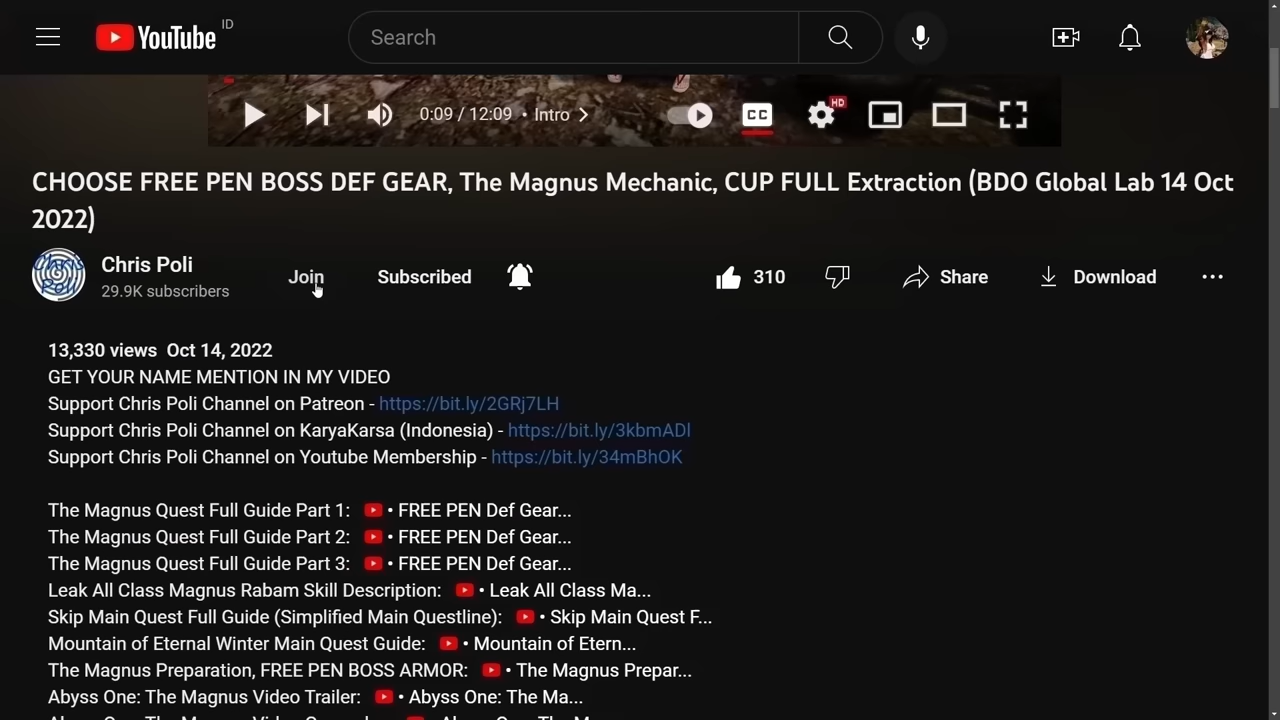 YouTube ID
Search
0:09 / 12:09 • Intro
CC
HD
CHOOSE FREE PEN BOSS DEF GEAR, The Magnus Mechanic, CUP FULL Extraction (BDO Global Lab 14 Oct
2022)
Chris Poli
Chris Poli
29.9K subscribers
Join
Subscribed
310
Share
Download
13,330 views Oct 14, 2022
GET YOUR NAME MENTION IN MY VIDEO
Support Chris Poli Channel on Patreon - https://bit.ly/2GRj7LH
Support Chris Poli Channel on KaryaKarsa (Indonesia) - https://bit.ly/3kbmADl
Support Chris Poli Channel on Youtube Membership - https://bit.ly/34mBhOK
The Magnus Quest Full Guide Part 1: • FREE PEN Def Gear...
The Magnus Quest Full Guide Part 2: • FREE PEN Def Gear...
The Magnus Quest Full Guide Part 3: • FREE PEN Def Gear...
Leak All Class Magnus Rabam Skill Description: • Leak All Class Ma...
Skip Main Quest Full Guide (Simplified Main Questline): • Skip Main Quest F...
Mountain of Eternal Winter Main Quest Guide: • Mountain of Etern...
The Magnus Preparation, FREE PEN BOSS ARMOR: • The Magnus Prepar...
Abyss One: The Magnus Video Trailer: • Abyss One: The Ma...